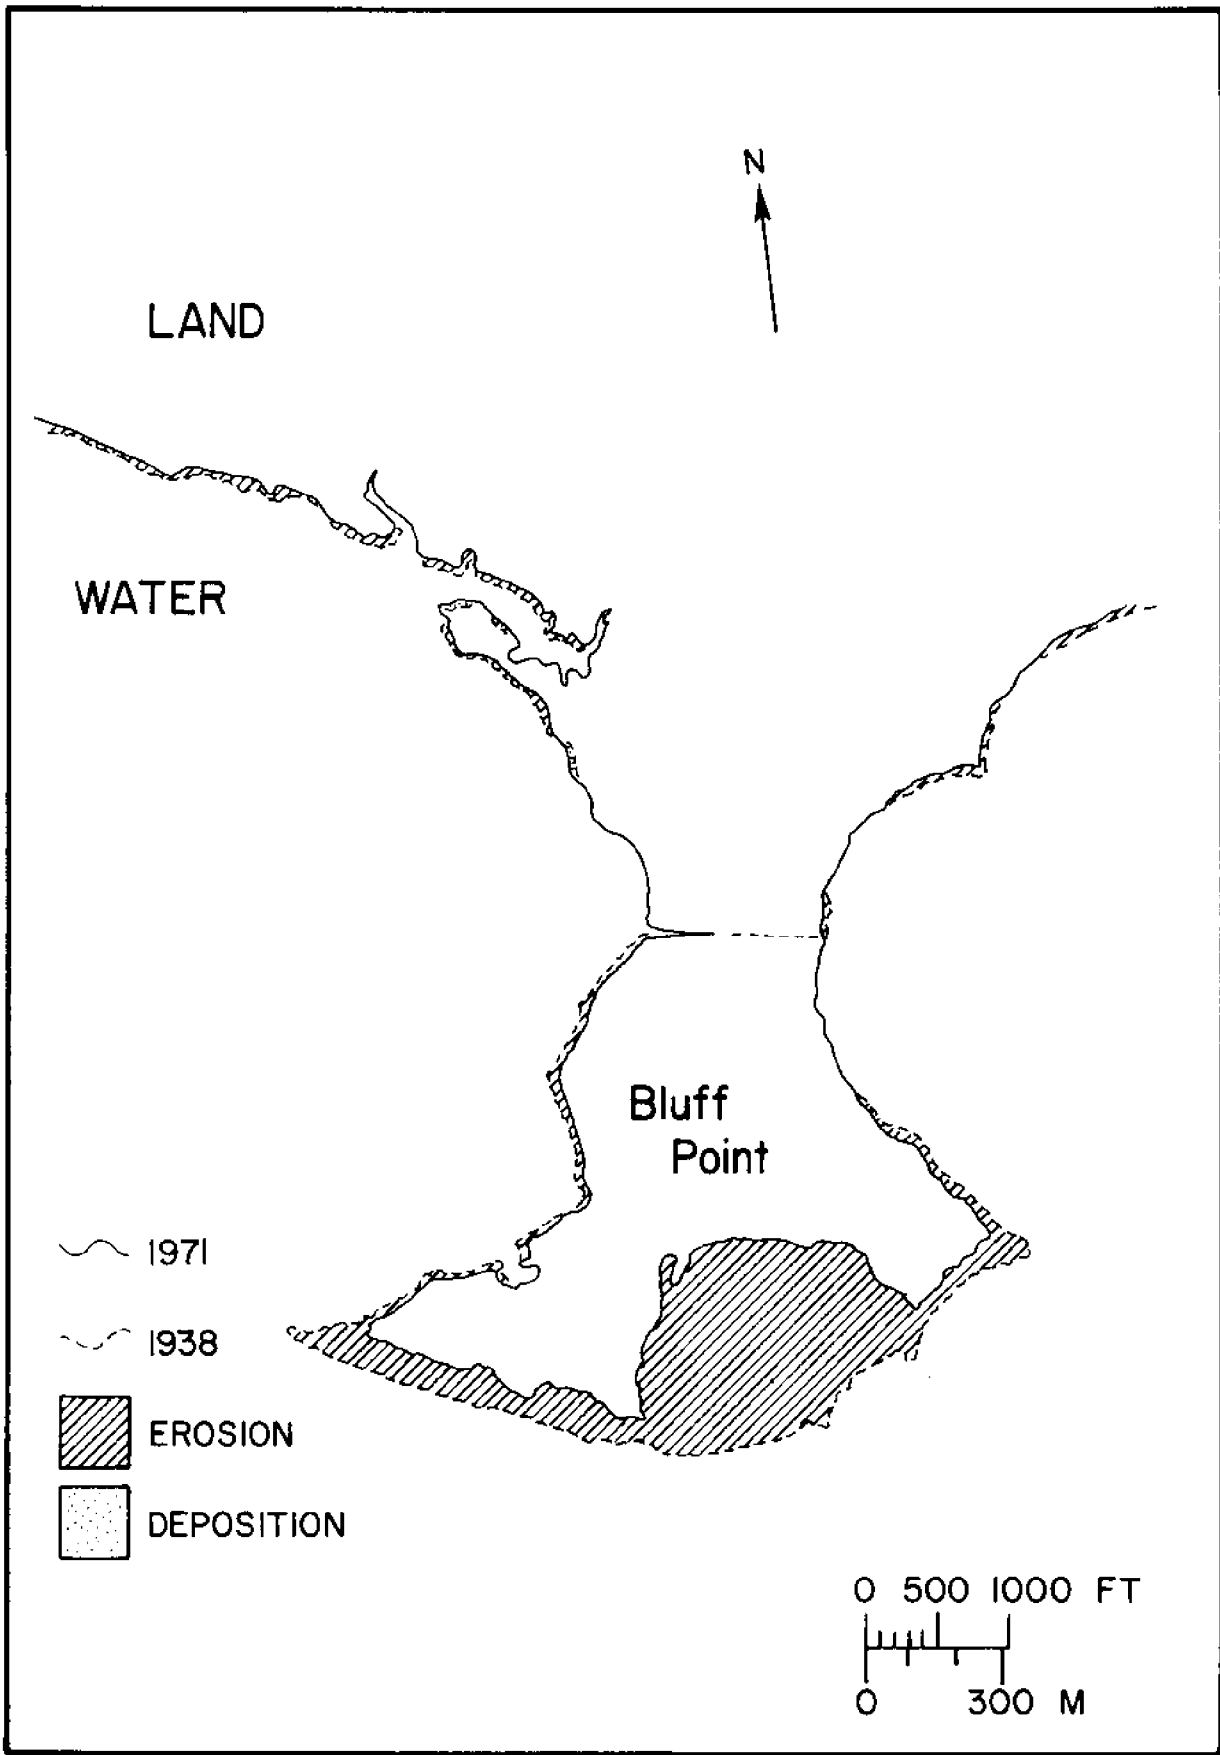 N
LAND
WATER
Bluff
Point
1971
1938
EROSION
DEPOSITION
0 500 1000 FT
0 300 M